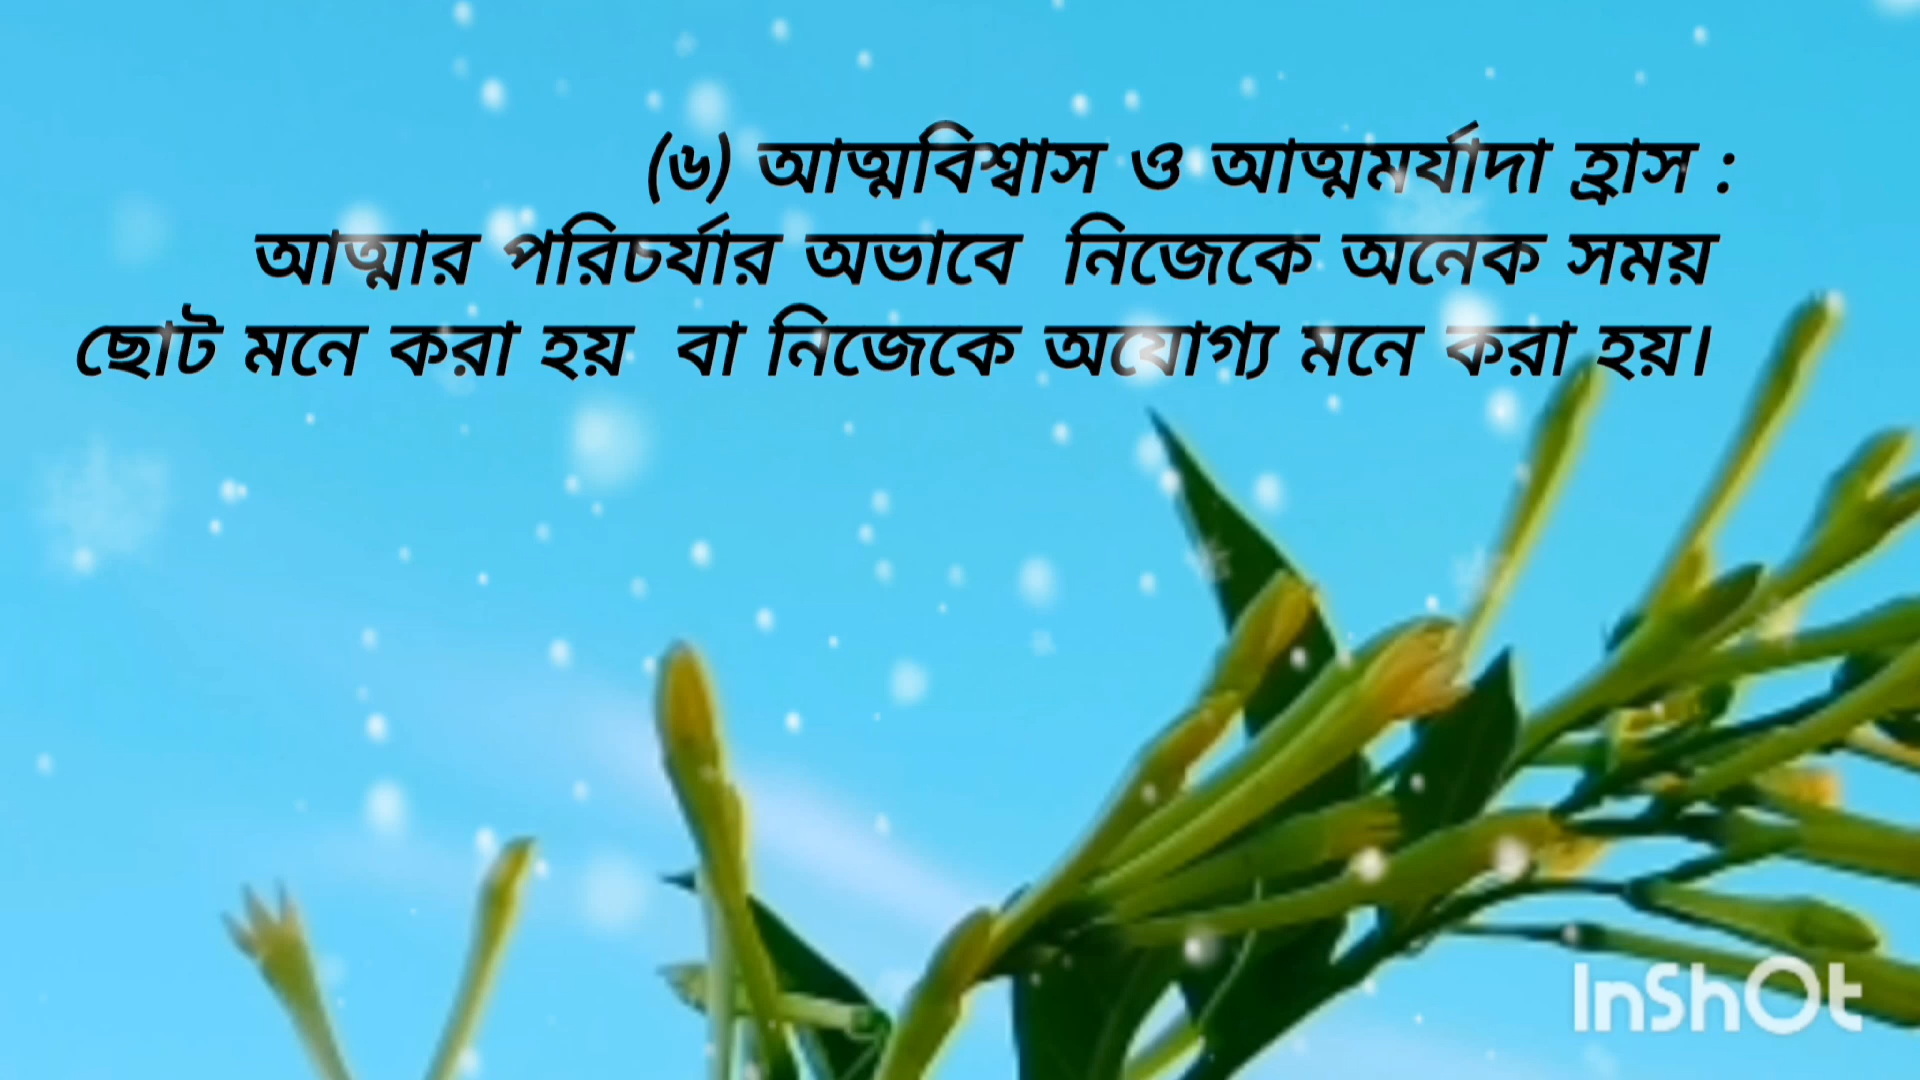 (৬) আত্মবিশ্বাস ও আত্মমর্যাদা হ্রাস :
আত্মার পরিচর্যার অভাবে নিজেকে অনেক সময়
ছোট মনে করা হয় বা নিজেকে অযোগ্য মনে করা হয়।
InShOt